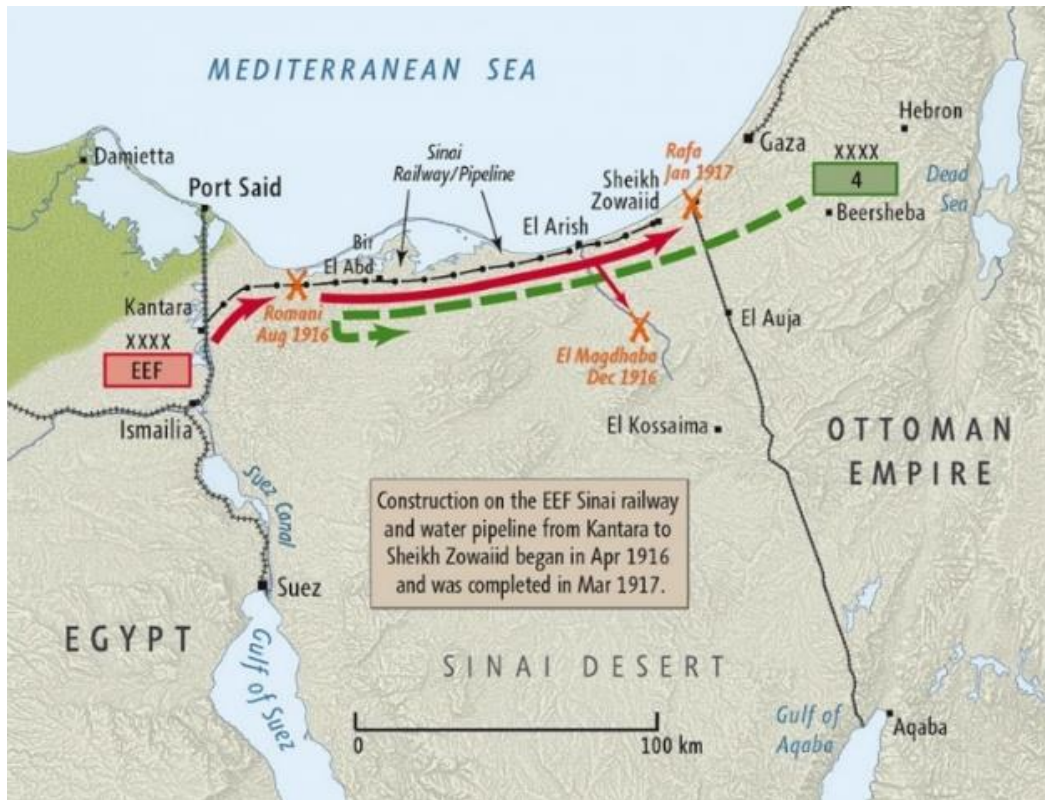 MEDITERRANEAN SEA
Damietta
Port Said
Sinai
Railway/Pipeline
Sheikh
Zowaiid
Rafa
Jan 1917
Gaza
Hebron
XXXX
4
Dead
Sea
Beersheba
El Arish
Bir
El Abd
Kantara
Romani
Aug 1916
XXXX
EEF
El Magdhaba
Dec 1916
El Auja
Ismailia
El Kossaima
OTTOMAN
EMPIRE
Suez Canal
Construction on the EEF Sinai railway
and water pipeline from Kantara to
Sheikh Zowaiid began in Apr 1916
and was completed in Mar 1917.
Suez
EGYPT
Gulf of Suez
SINAI DESERT
0
100 km
Gulf of
Aqaba
Aqaba